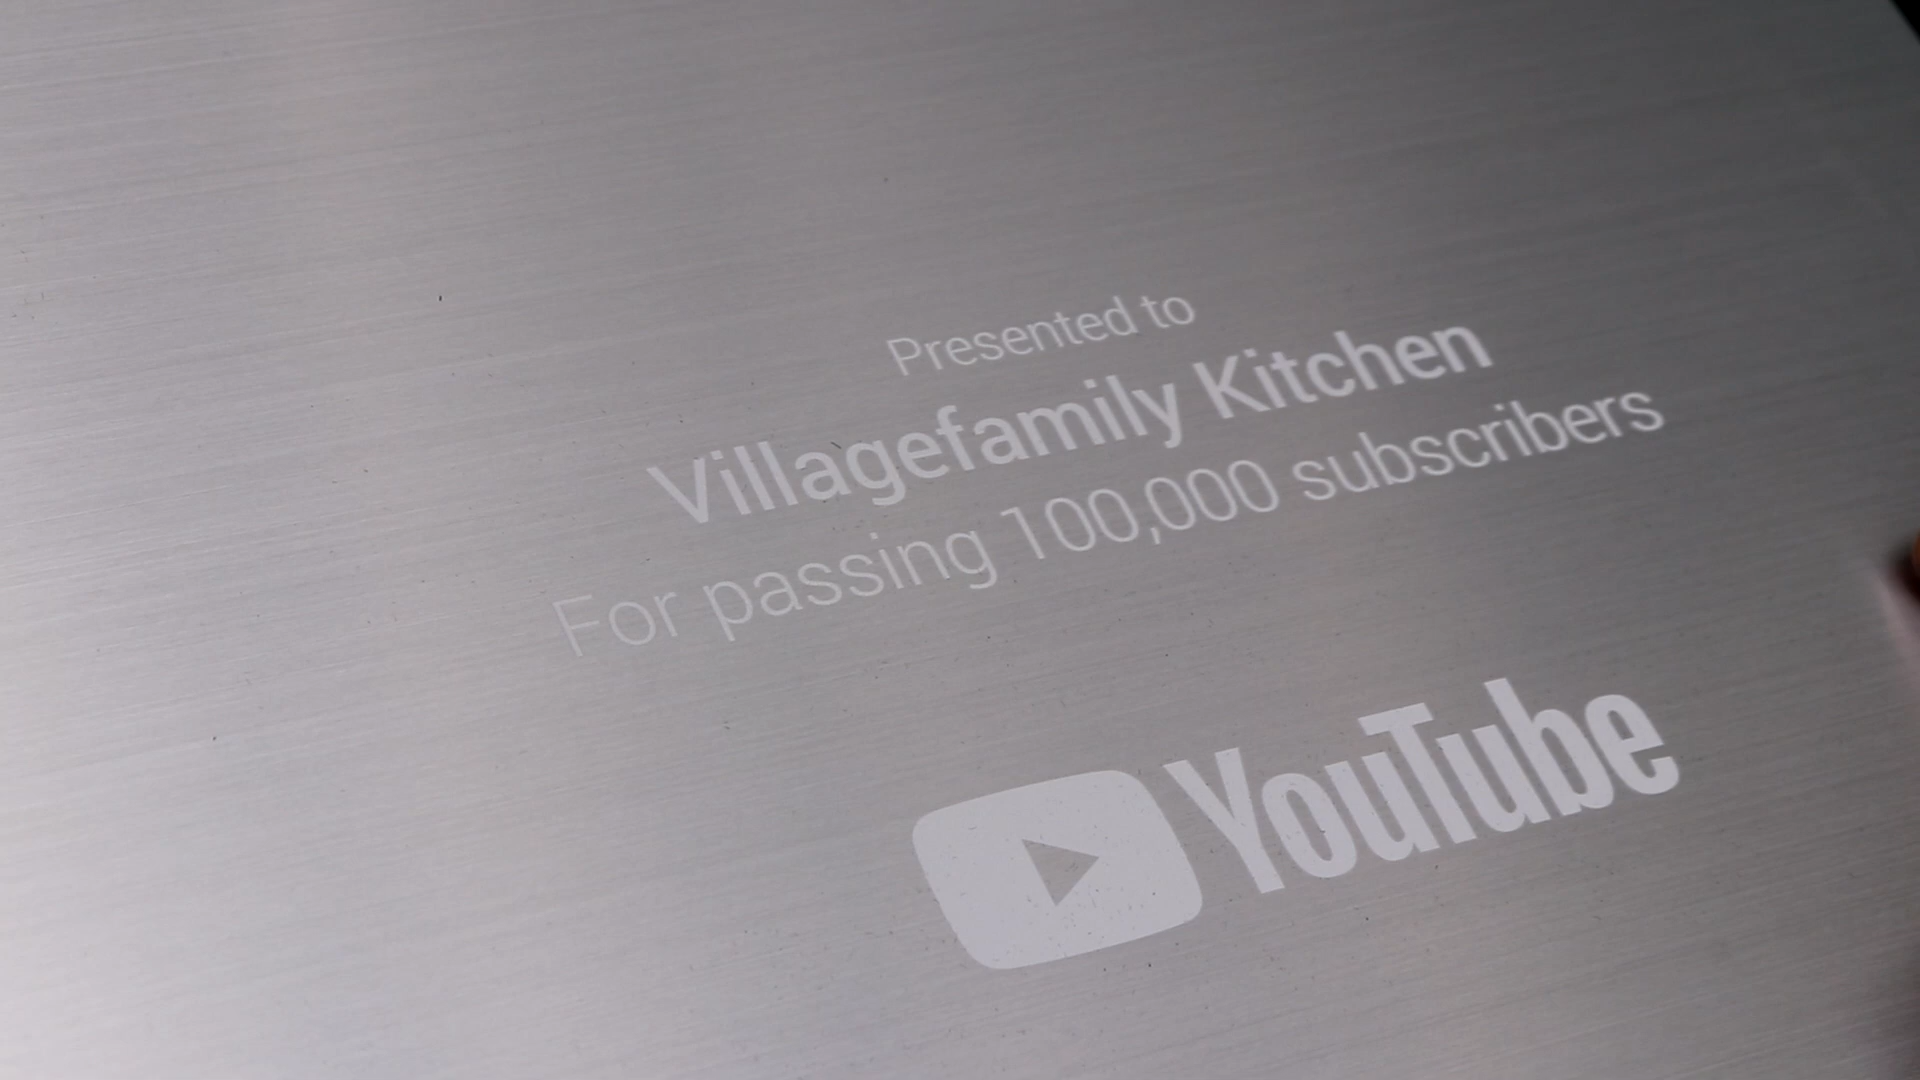 Presented to
Villagefamily Kitchen
For passing 100,000 subscribers
YouTube